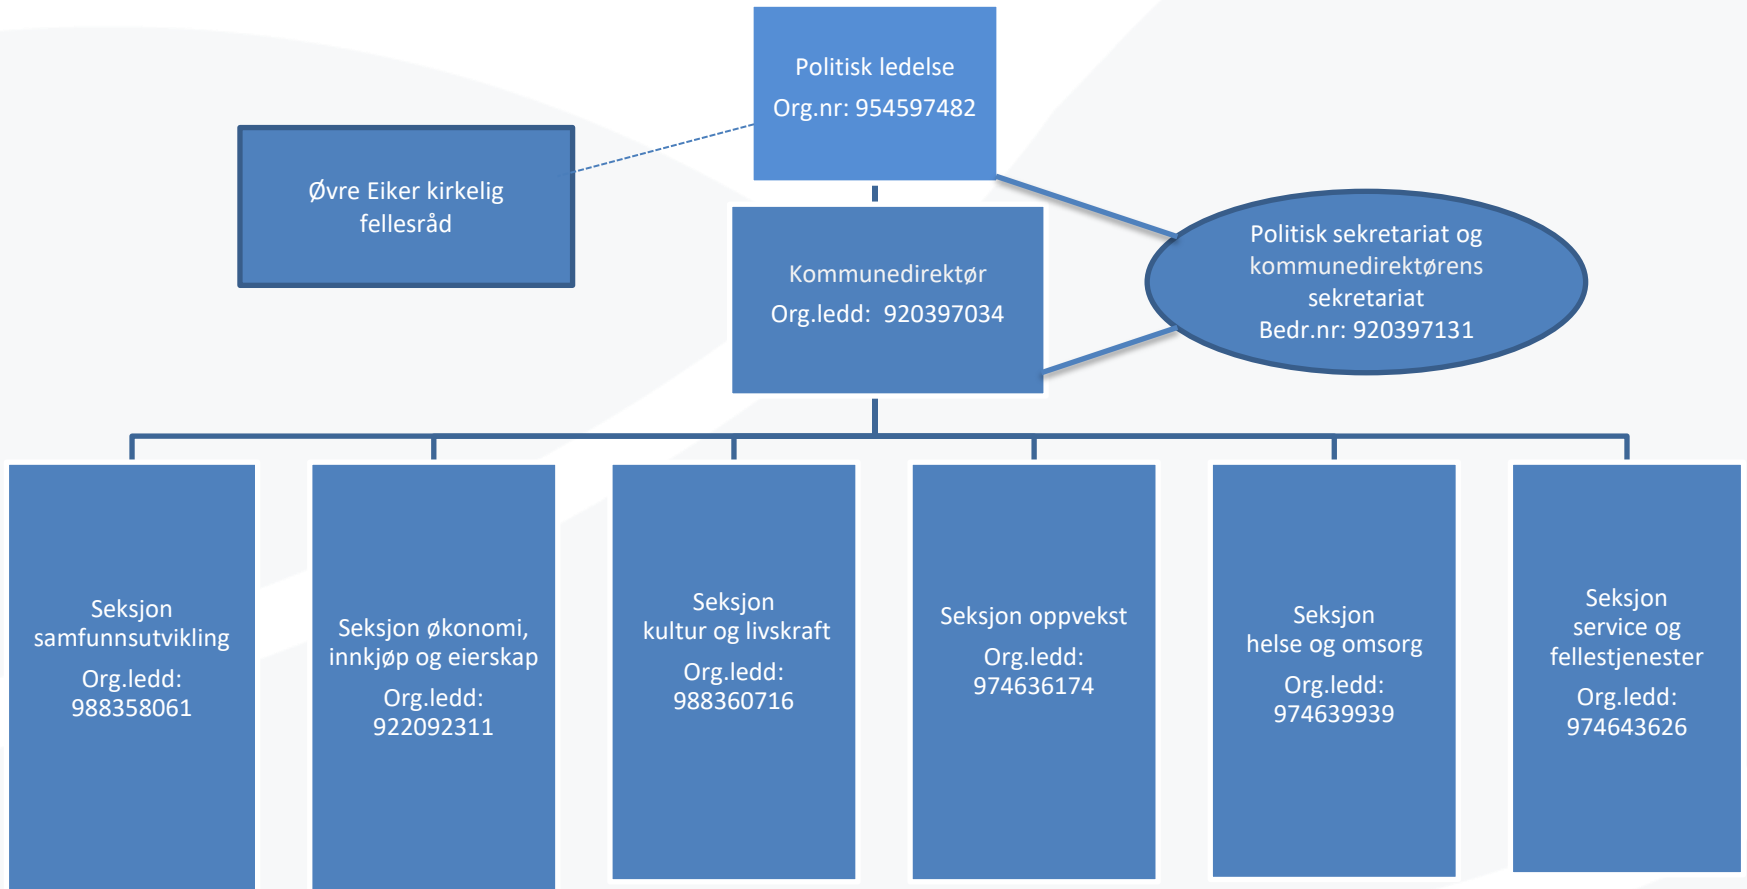 Politisk ledelse
Org.nr: 954597482
Øvre Eiker kirkelig
fellesråd
Kommunedirektør
Org.ledd: 920397034
Politisk sekretariat og
kommunedirektørens
sekretariat
Bedr.nr: 920397131
Seksjon
samfunnsutvikling
Org.ledd:
988358061
Seksjon økonomi,
innkjøp og eierskap
Org.ledd:
922092311
Seksjon
kultur og livskraft
Org.ledd:
988360716
Seksjon oppvekst
Org.ledd:
974636174
Seksjon
helse og omsorg
Org.ledd:
974639939
Seksjon
service og
fellestjenester
Org.ledd:
974643626